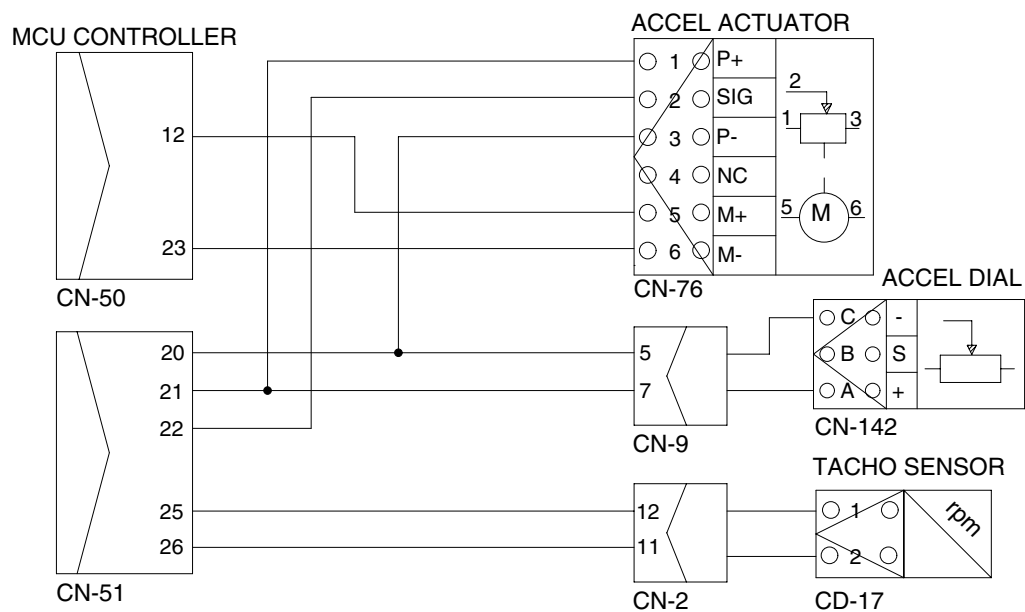 MCU CONTROLLER
12
23
CN-50
20
21
22
25
26
CN-51
ACCEL ACTUATOR
1 P+
2 SIG
3 P-
4 NC
5 M+
6 M-
2
1 3
5 M 6
CN-76
5
7
CN-9
ACCEL DIAL
C -
B S
A +
CN-142
12
11
CN-2
TACHO SENSOR
1
2
rpm
CD-17